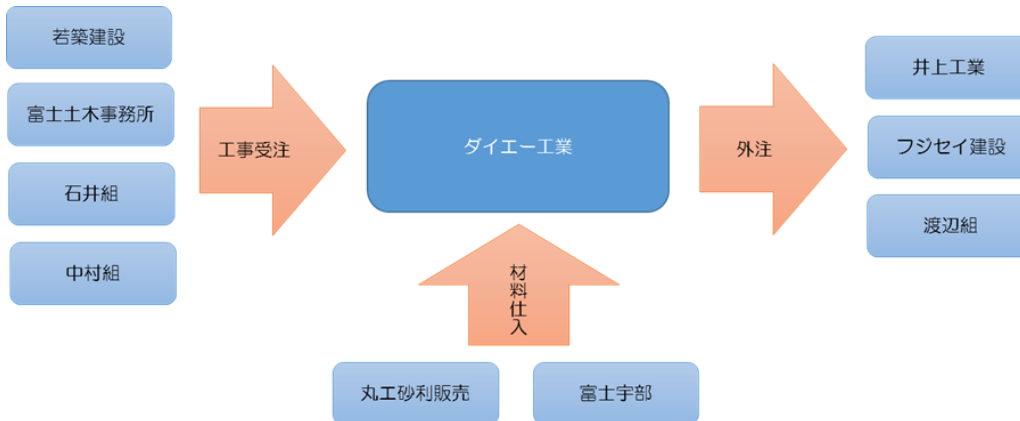 若築建設
富士土木事務所
石井組
中村組
工事受注
ダイエー工業
外注
井上工業
フジセイ建設
渡辺組
材料仕入
丸工砂利販売
富士宇部